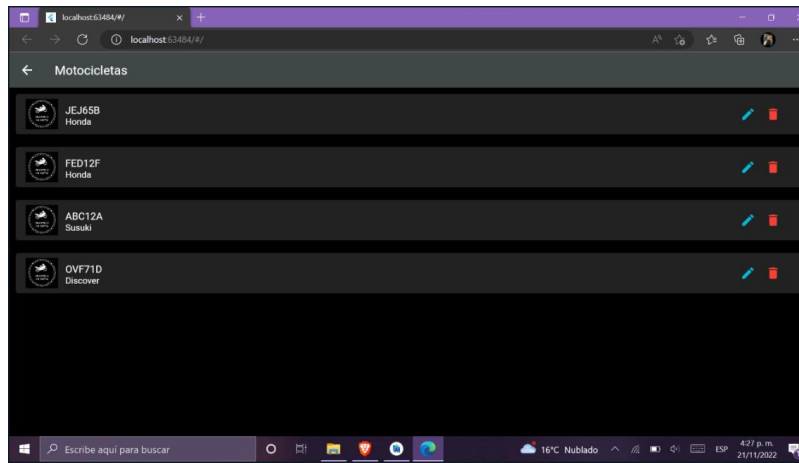 localhost:63484/#/
localhost:63484/#/
Motocicletas
JEJ65B
Honda
FED12F
Honda
ABC12A
Susuki
OVF71D
Discover
Escribe aquí para buscar
16°C Nublado
ESP
4:27 p. m.
21/11/2022